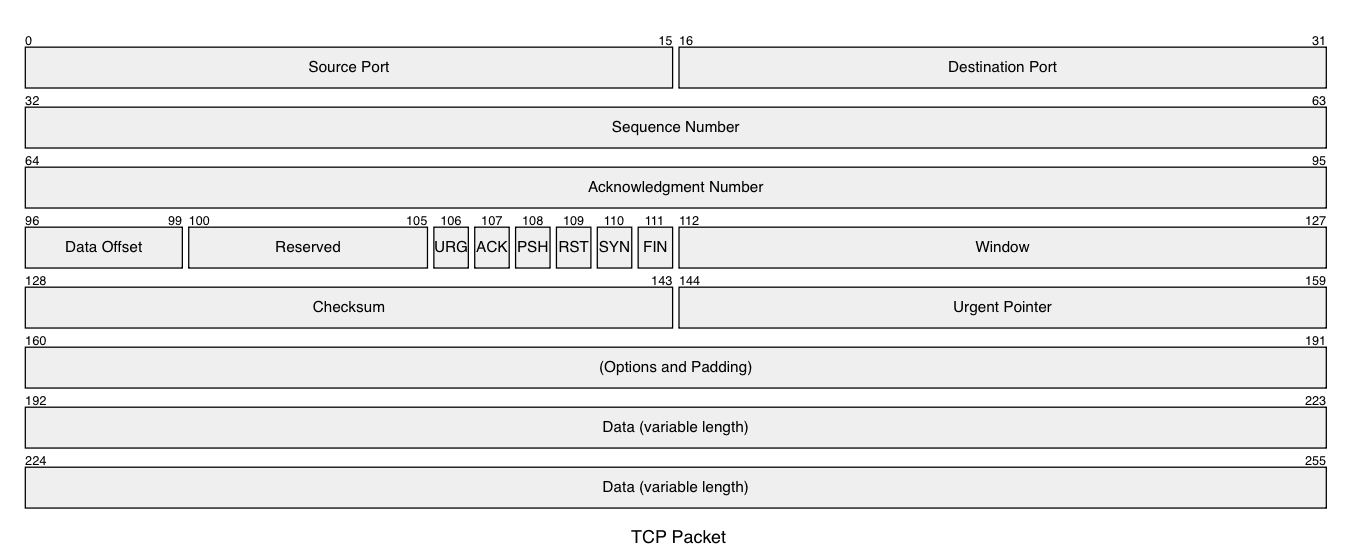 0 15 16 31
Source Port Destination Port
32 63
Sequence Number
64 95
Acknowledgment Number
96 99 100 105 106 107 108 109 110 111 112 127
Data Offset Reserved URG ACK PSH RST SYN FIN Window
128 143 144 159
Checksum Urgent Pointer
160 191
(Options and Padding)
192 223
Data (variable length)
224 255
Data (variable length)
TCP Packet